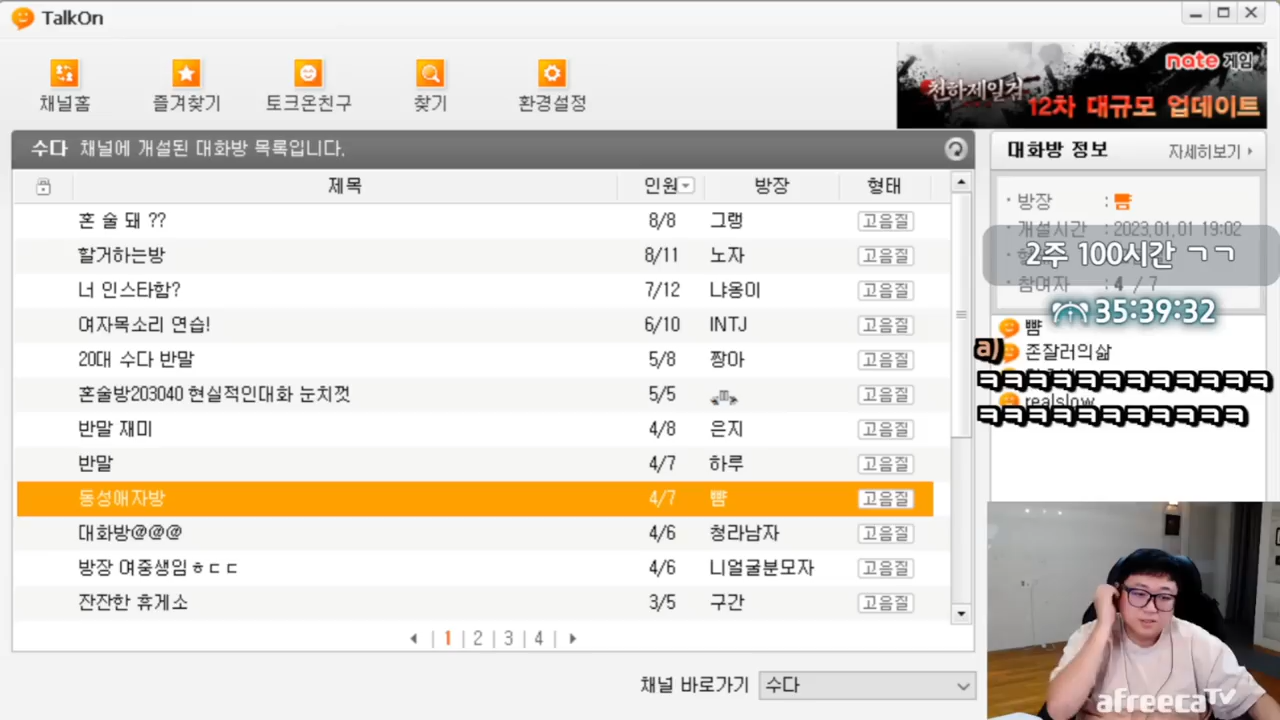 TalkOn
채널홈
즐겨찾기
토크온친구
찾기
환경설정
nate 게임
천하제일검
12차 대규모 업데이트
수다 채널에 개설된 대화방 목록입니다.
제목 인원 방장 형태
혼 술 돼 ?? 8/8 그랭 고음질
할거하는방 8/11 노자 고음질
너 인스타함? 7/12 냐옹이 고음질
여자목소리 연습! 6/10 INTJ 고음질
20대 수다 반말 5/8 짱아 고음질
혼술방203040 현실적인대화 눈치껏 5/5 고음질
반말 재미 4/8 은지 고음질
반말 4/7 하루 고음질
동성애자방 4/7 뺨 고음질
대화방@@@ 4/6 청라남자 고음질
방장 여중생임ㅎㄷㄷ 4/6 니얼굴분모자 고음질
잔잔한 휴게소 3/5 구간 고음질
1 | 2 | 3 | 4
채널 바로가기 수다
대화방 정보 자세히보기
방장 : 뺨
개설시간 : 2023.01.01 19:02
2주 100시간 ㄱㄱ
참여자 : 4 / 7
35:39:32
뺨
a)
존잘러의삶
ㅋㅋㅋㅋㅋㅋㅋㅋㅋㅋㅋㅋㅋ
realslow
ㅋㅋㅋㅋㅋㅋㅋㅋㅋㅋㅋㅋ
afreecaTV